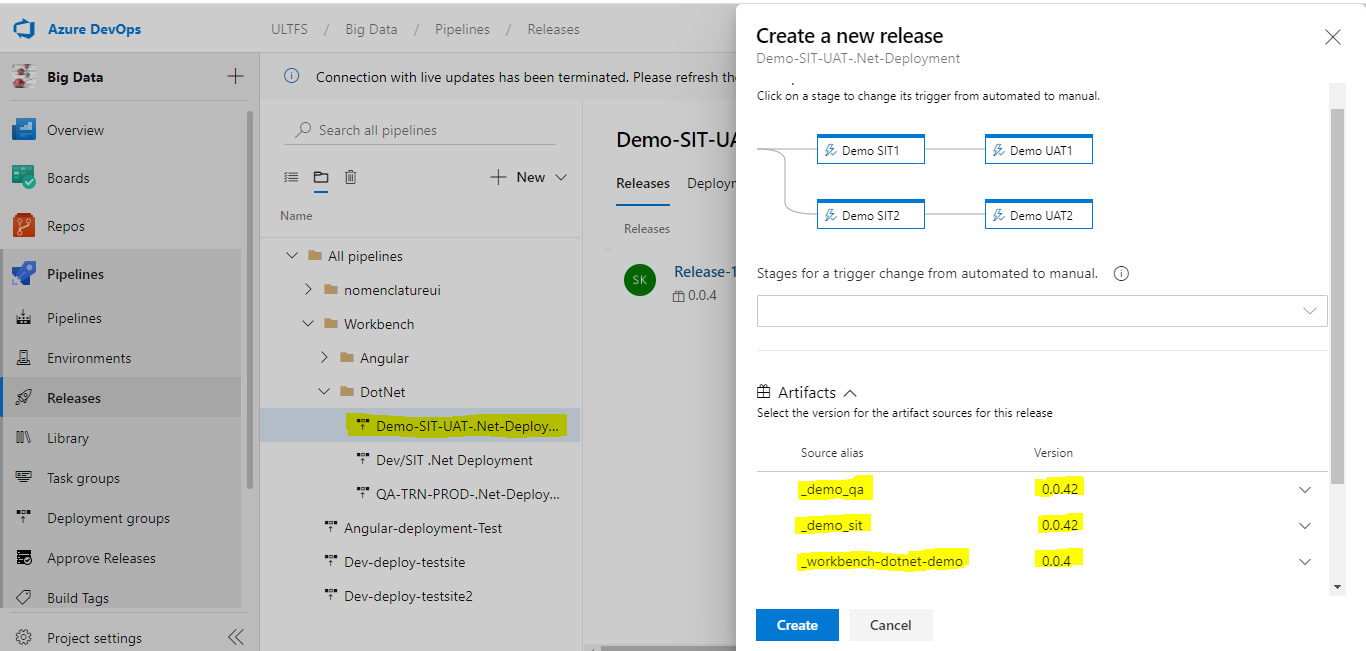 Azure DevOps
ULTFS / Big Data / Pipelines / Releases
Big Data
Overview
Boards
Repos
Pipelines
Pipelines
Environments
Releases
Library
Task groups
Deployment groups
Approve Releases
Build Tags
Project settings
Connection with live updates has been terminated. Please refresh the
Search all pipelines
New
Name
All pipelines
nomenclatureui
Workbench
Angular
DotNet
Demo-SIT-UAT-.Net-Deploy...
Dev/SIT .Net Deployment
QA-TRN-PROD-.Net-Deploy...
Angular-deployment-Test
Dev-deploy-testsite
Dev-deploy-testsite2
Demo-SIT-UA
Releases Deploym
Releases
SK
Release-1
0.0.4
Create a new release
Demo-SIT-UAT-.Net-Deployment
Click on a stage to change its trigger from automated to manual.
Demo SIT1 Demo UAT1
Demo SIT2 Demo UAT2
Stages for a trigger change from automated to manual.
Artifacts
Select the version for the artifact sources for this release
Source alias Version
_demo_qa 0.0.42
_demo_sit 0.0.42
_workbench-dotnet-demo 0.0.4
Create Cancel